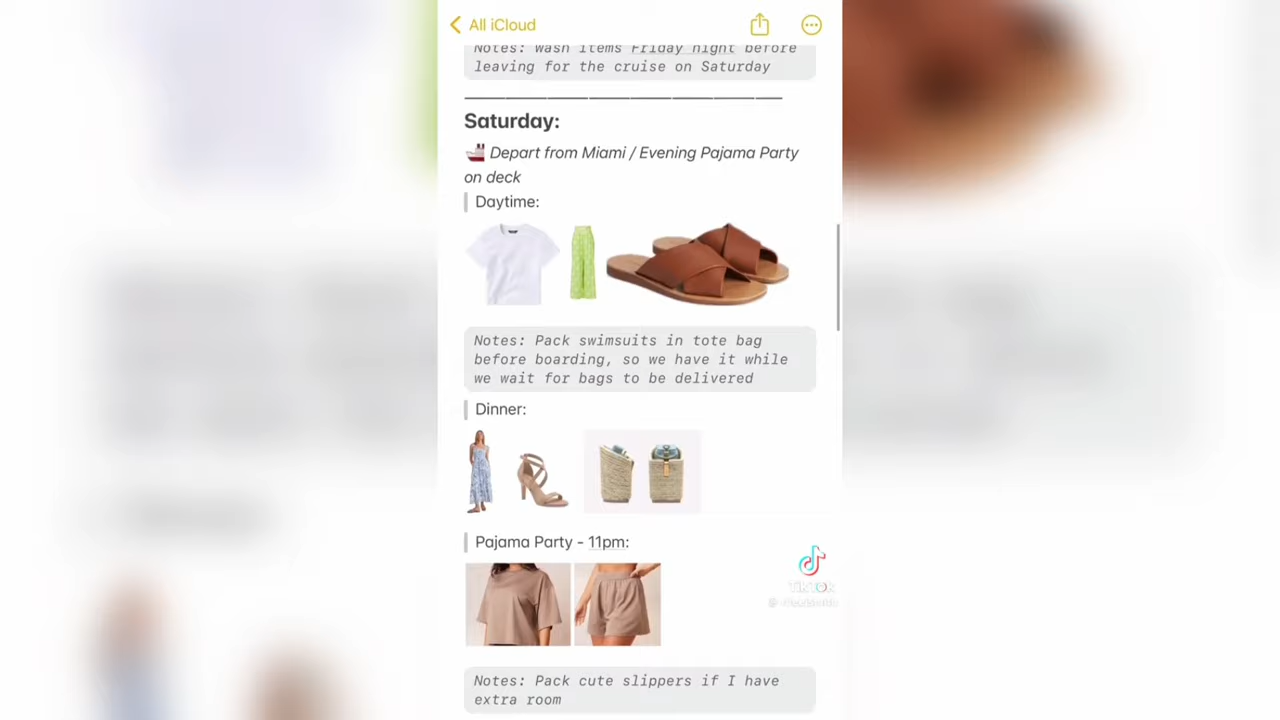 All iCloud
Notes: Wash items Friday night before
leaving for the cruise on Saturday
Saturday:
🚢 Depart from Miami / Evening Pajama Party
on deck
Daytime:
Notes: Pack swimsuits in tote bag
before boarding, so we have it while
we wait for bags to be delivered
Dinner:
Pajama Party - 11pm:
TikTok
Notes: Pack cute slippers if I have
extra room